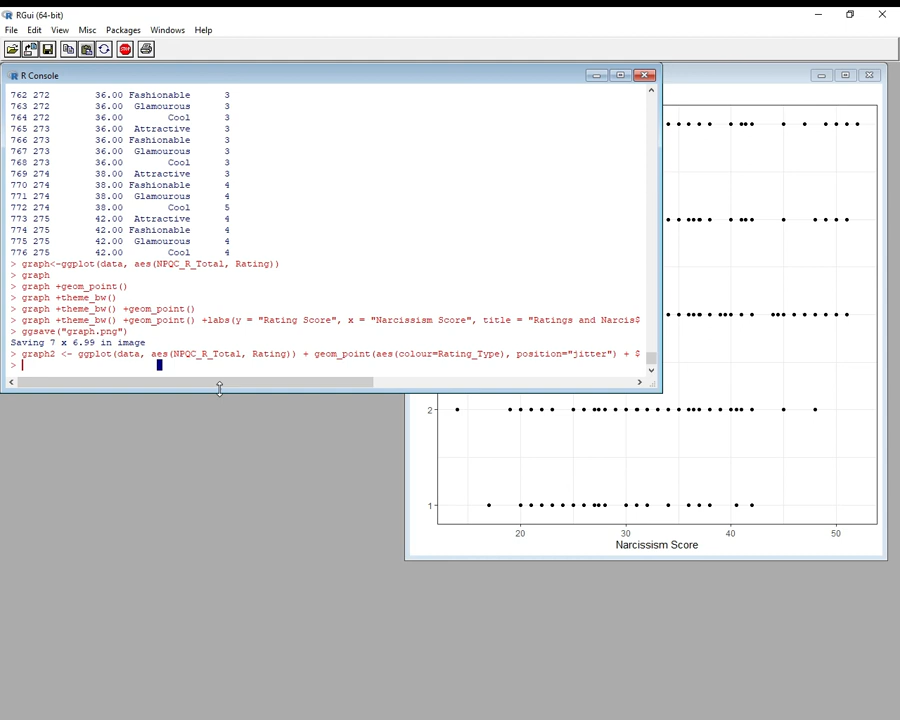 RGui (64-bit)
File Edit View Misc Packages Windows Help
R Console
762 272 36.00 Fashionable 3
763 272 36.00 Glamourous 3
764 272 36.00 Cool 3
765 273 36.00 Attractive 3
766 273 36.00 Fashionable 3
767 273 36.00 Glamourous 3
768 273 36.00 Cool 3
769 274 38.00 Attractive 3
770 274 38.00 Fashionable 4
771 274 38.00 Glamourous 4
772 274 38.00 Cool 5
773 275 42.00 Attractive 4
774 275 42.00 Fashionable 4
775 275 42.00 Glamourous 4
776 275 42.00 Cool 4
> graph<-ggplot(data, aes(NPQC_R_Total, Rating))
> graph
> graph +geom_point()
> graph +theme_bw()
> graph +theme_bw() +geom_point()
> graph +theme_bw() +geom_point() +labs(y = "Rating Score", x = "Narcissism Score", title = "Ratings and Narcis$
> ggsave("graph.png")
Saving 7 x 6.99 in image
> graph2 <- ggplot(data, aes(NPQC_R_Total, Rating)) + geom_point(aes(colour=Rating_Type), position="jitter") + $
>
2
1
20 30 40 50
Narcissism Score